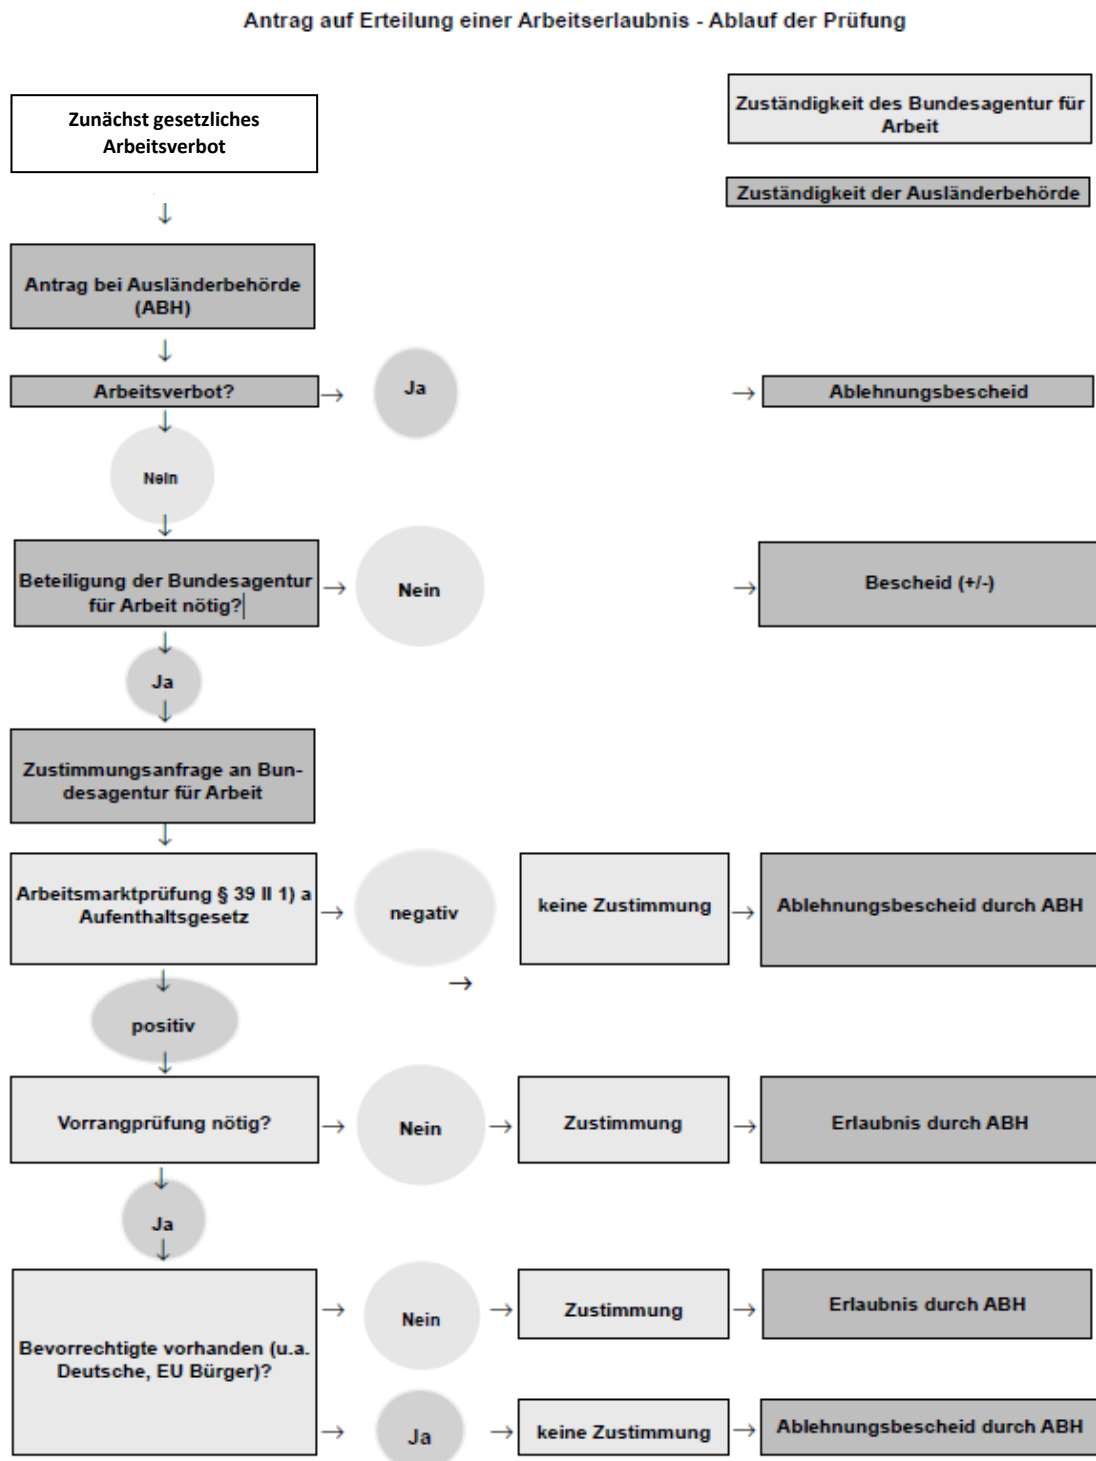 Antrag auf Erteilung einer Arbeitserlaubnis - Ablauf der Prüfung
Zunächst gesetzliches
Arbeitsverbot
Zuständigkeit des Bundesagentur für
Arbeit
Zuständigkeit der Ausländerbehörde
↓
Antrag bei Ausländerbehörde
(ABH)
↓
Arbeitsverbot?
→
Ja
→
Ablehnungsbescheid
↓
Nein
↓
Beteiligung der Bundesagentur
für Arbeit nötig?
→
Nein
→
Bescheid (+/-)
↓
Ja
↓
Zustimmungsanfrage an Bun-
desagentur für Arbeit
↓
Arbeitsmarktprüfung § 39 II 1) a
Aufenthaltsgesetz
→
negativ
→
keine Zustimmung
→
Ablehnungsbescheid durch ABH
↓
positiv
↓
Vorrangprüfung nötig?
→
Nein
→
Zustimmung
→
Erlaubnis durch ABH
↓
Ja
↓
Bevorrechtigte vorhanden (u.a.
Deutsche, EU Bürger)?
→
Nein
→
Zustimmung
→
Erlaubnis durch ABH
→
Ja
→
keine Zustimmung
→
Ablehnungsbescheid durch ABH